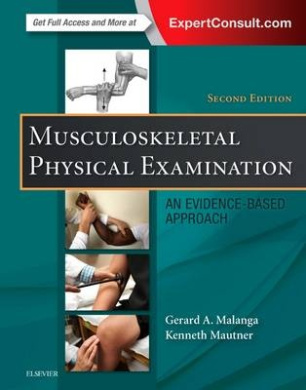 Get Full Access and More at
ExpertConsult.com
SECOND EDITION
MUSCULOSKELETAL
PHYSICAL EXAMINATION
AN EVIDENCE-BASED
APPROACH
Gerard A. Malanga
Kenneth Mautner
ELSEVIER